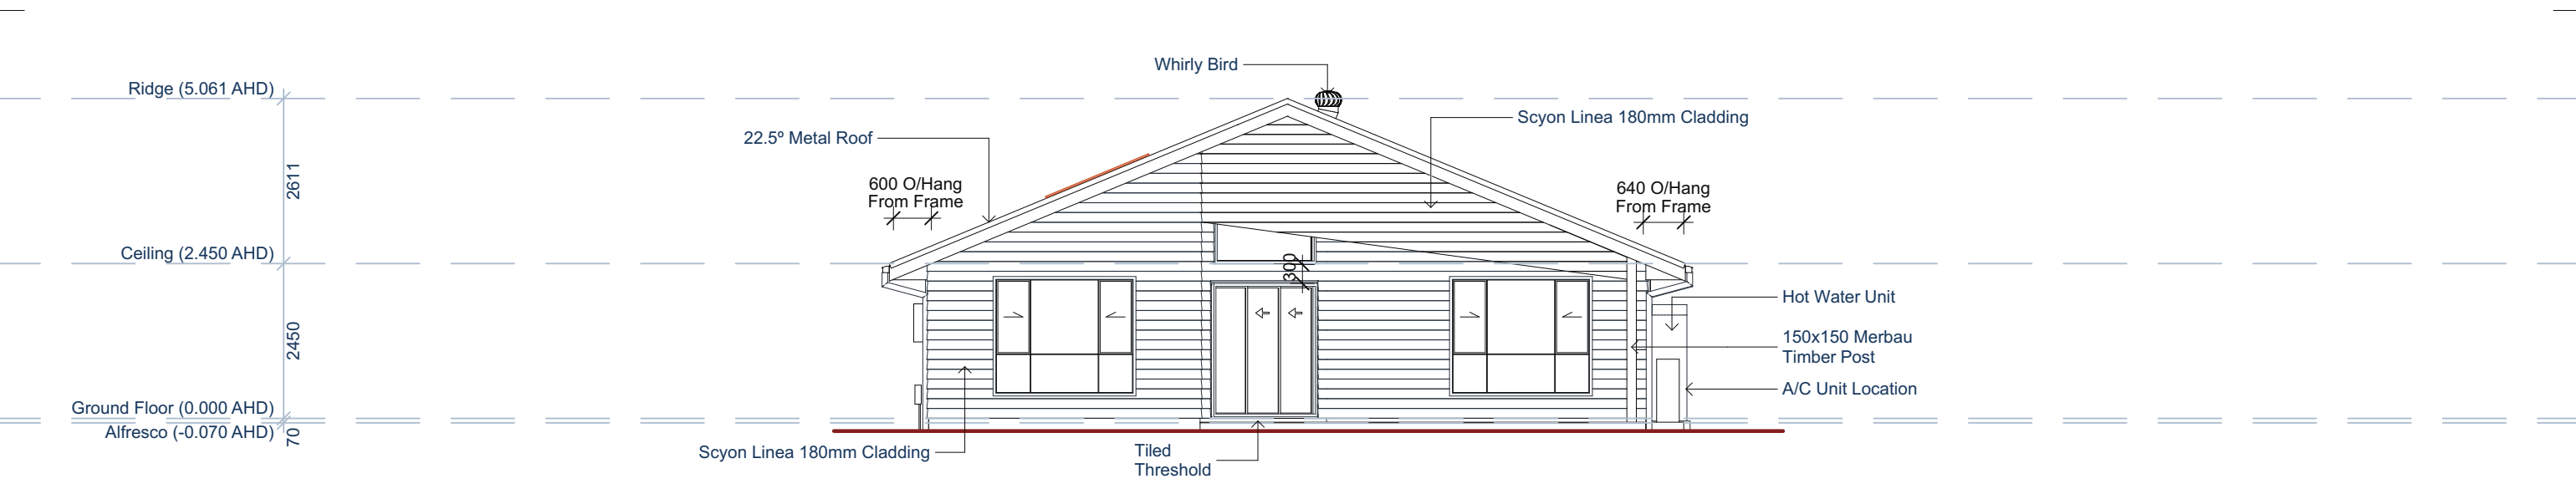 Whirly Bird
Ridge (5.061 AHD)
Scyon Linea 180mm Cladding
22.5º Metal Roof
2611
600 O/Hang
From Frame
640 O/Hang
From Frame
Ceiling (2.450 AHD)
300
Hot Water Unit
2450
150x150 Merbau
Timber Post
A/C Unit Location
Ground Floor (0.000 AHD)
Alfresco (-0.070 AHD)
70
Scyon Linea 180mm Cladding
Tiled
Threshold